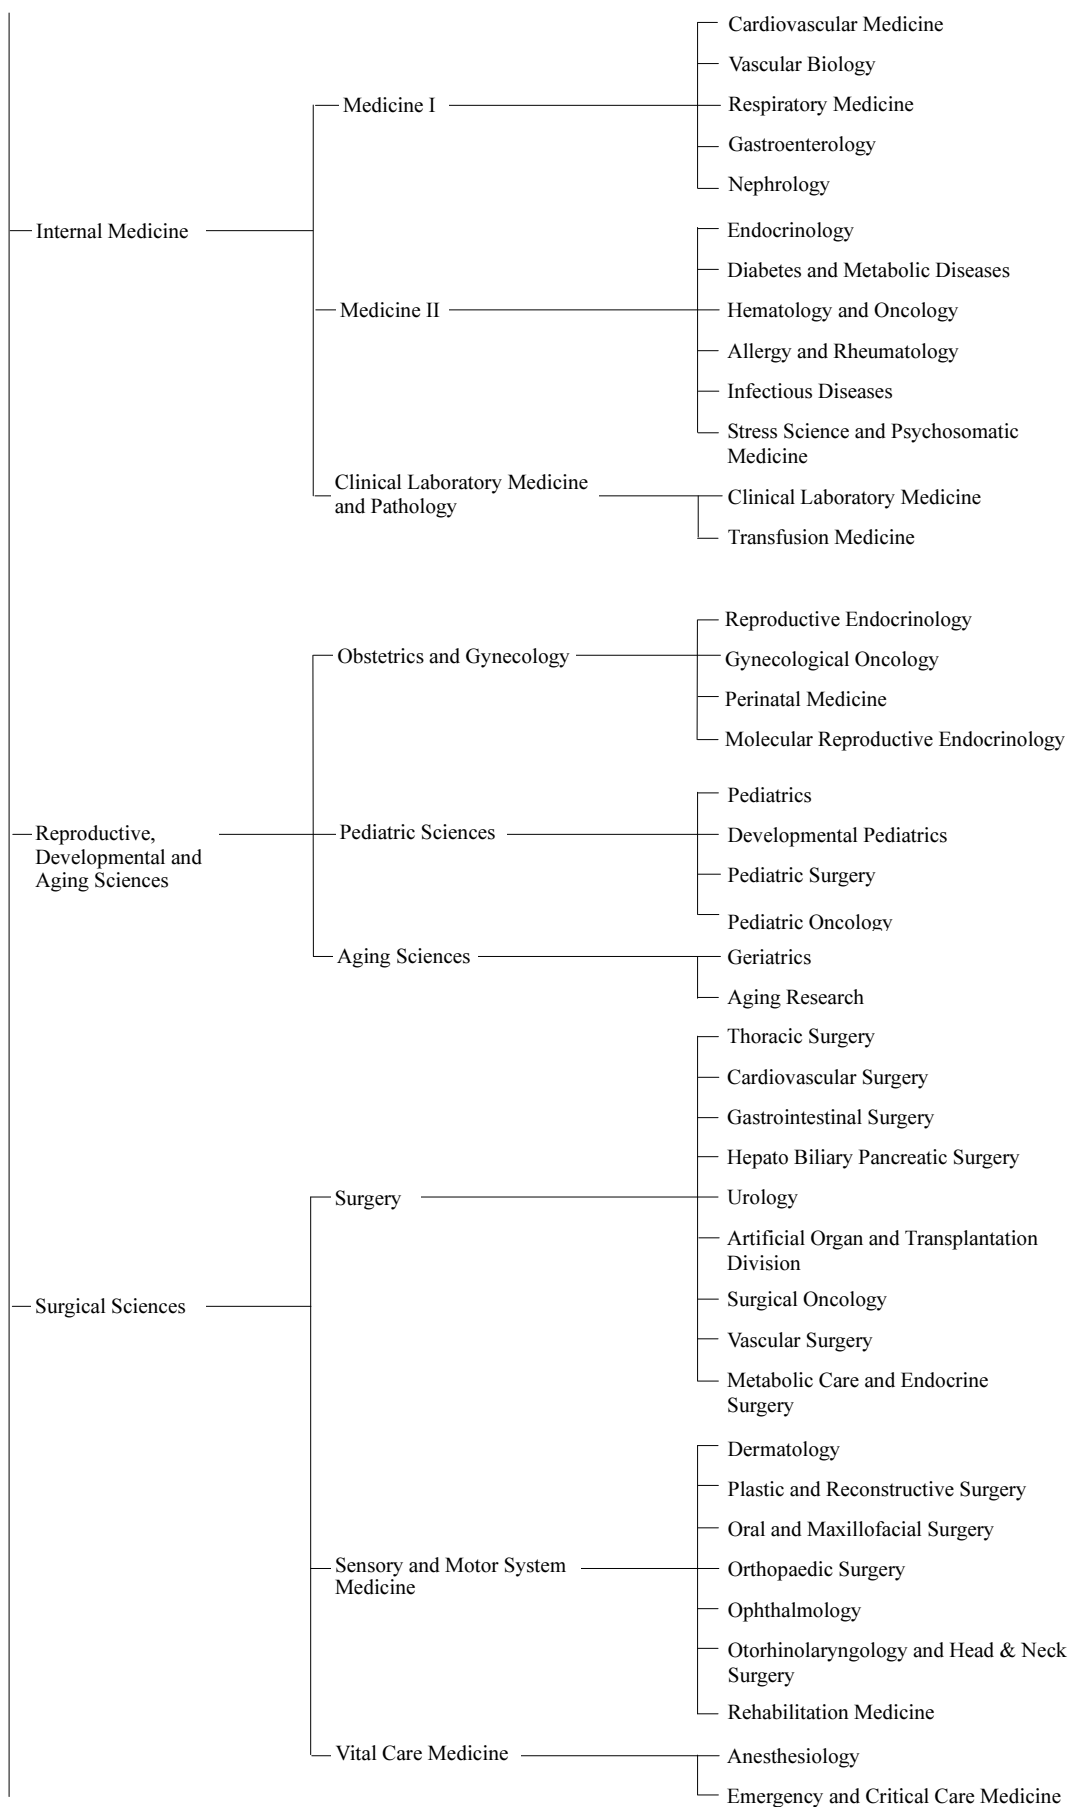 Cardiovascular Medicine
Vascular Biology
Medicine I
Respiratory Medicine
Gastroenterology
Nephrology
Internal Medicine
Endocrinology
Diabetes and Metabolic Diseases
Medicine II
Hematology and Oncology
Allergy and Rheumatology
Infectious Diseases
Stress Science and Psychosomatic
Medicine
Clinical Laboratory Medicine
and Pathology
Clinical Laboratory Medicine
Transfusion Medicine
Reproductive Endocrinology
Obstetrics and Gynecology
Gynecological Oncology
Perinatal Medicine
Molecular Reproductive Endocrinology
Pediatrics
Reproductive,
Developmental and
Aging Sciences
Pediatric Sciences
Developmental Pediatrics
Pediatric Surgery
Pediatric Oncology
Aging Sciences
Geriatrics
Aging Research
Thoracic Surgery
Cardiovascular Surgery
Gastrointestinal Surgery
Hepato Biliary Pancreatic Surgery
Surgery
Urology
Artificial Organ and Transplantation
Division
Surgical Sciences
Surgical Oncology
Vascular Surgery
Metabolic Care and Endocrine
Surgery
Dermatology
Plastic and Reconstructive Surgery
Oral and Maxillofacial Surgery
Sensory and Motor System
Medicine
Orthopaedic Surgery
Ophthalmology
Otorhinolaryngology and Head & Neck
Surgery
Rehabilitation Medicine
Vital Care Medicine
Anesthesiology
Emergency and Critical Care Medicine